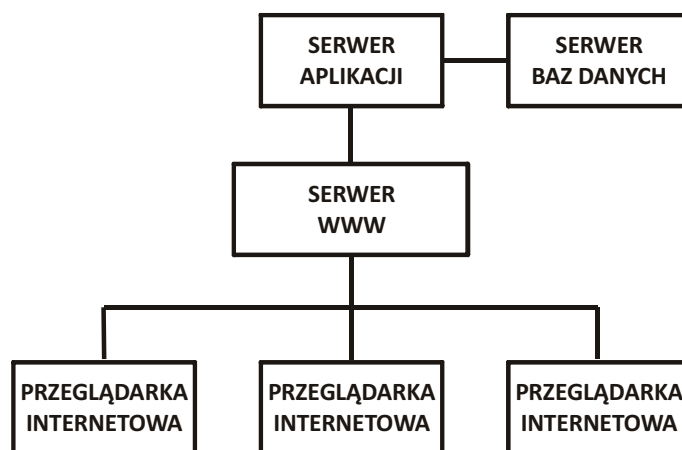 SERWER
APLIKACJI
SERWER
BAZ DANYCH
SERWER
WWW
PRZEGLĄDARKA
INTERNETOWA
PRZEGLĄDARKA
INTERNETOWA
PRZEGLĄDARKA
INTERNETOWA